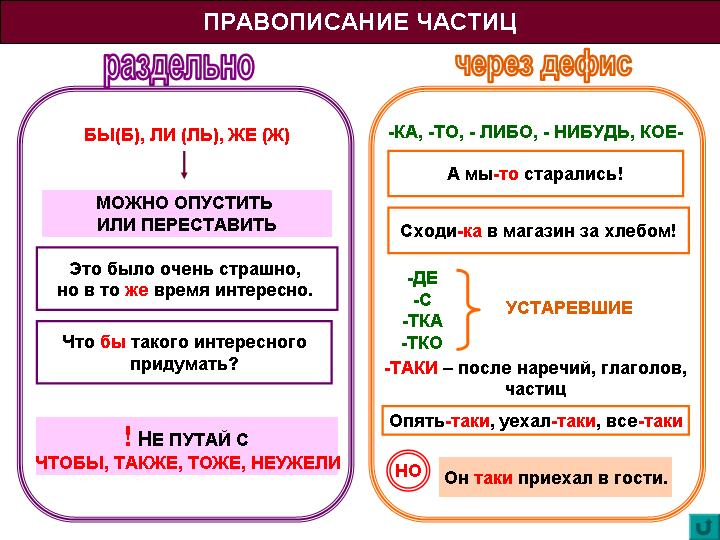 ПРАВОПИСАНИЕ ЧАСТИЦ
раздельно
БЫ(Б), ЛИ (ЛЬ), ЖЕ (Ж)
МОЖНО ОПУСТИТЬ
ИЛИ ПЕРЕСТАВИТЬ
Это было очень страшно,
но в то же время интересно.
Что бы такого интересного
придумать?
! НЕ ПУТАЙ С
ЧТОБЫ, ТАКЖЕ, ТОЖЕ, НЕУЖЕЛИ
через дефис
-КА, -ТО, - ЛИБО, - НИБУДЬ, КОЕ-
А мы-то старались!
Сходи-ка в магазин за хлебом!
-ДЕ
-С
-ТКА
-ТКО
УСТАРЕВШИЕ
-ТАКИ – после наречий, глаголов,
частиц
Опять-таки, уехал-таки, все-таки
НО
Он таки приехал в гости.